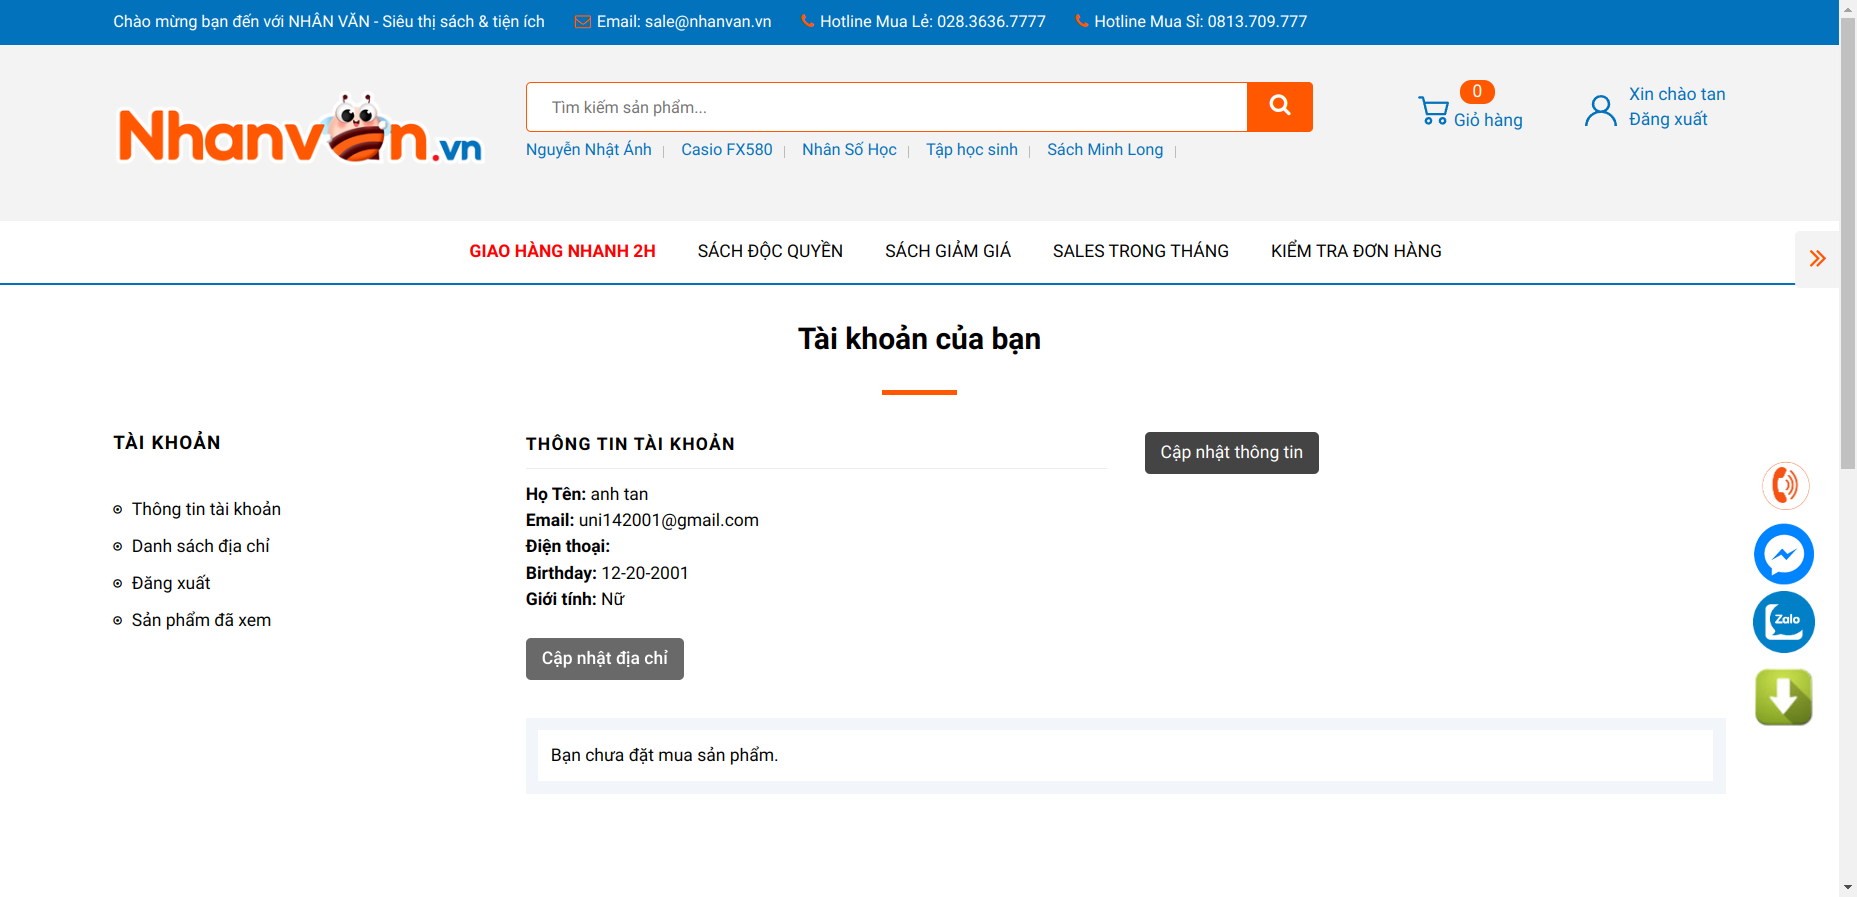 Chào mừng bạn đến với NHÂN VĂN - Siêu thị sách & tiện ích
Email: sale@nhanvan.vn
Hotline Mua Lẻ: 028.3636.7777
Hotline Mua Sỉ: 0813.709.777
Nhanvan.vn
Tìm kiếm sản phẩm...
Nguyễn Nhật Ánh
Casio FX580
Nhân Số Học
Tập học sinh
Sách Minh Long
0
Giỏ hàng
Xin chào tan
Đăng xuất
GIAO HÀNG NHANH 2H
SÁCH ĐỘC QUYỀN
SÁCH GIẢM GIÁ
SALES TRONG THÁNG
KIỂM TRA ĐƠN HÀNG
Tài khoản của bạn
TÀI KHOẢN
Thông tin tài khoản
Danh sách địa chỉ
Đăng xuất
Sản phẩm đã xem
THÔNG TIN TÀI KHOẢN
Họ Tên: anh tan
Email: uni142001@gmail.com
Điện thoại:
Birthday: 12-20-2001
Giới tính: Nữ
Cập nhật địa chỉ
Cập nhật thông tin
Bạn chưa đặt mua sản phẩm.
Zalo